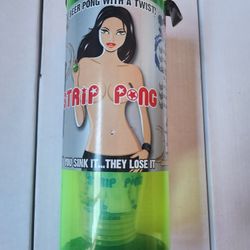 BEER PONG WITH A TWIST!
STRIP PONG
YOU SINK IT...THEY LOSE IT
STRIP PONG